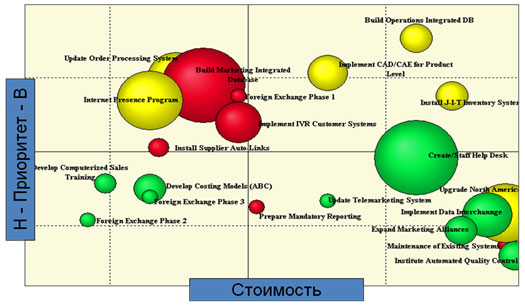 Build Operations Integrated DB
Update Order Processing System
Implement CAD/CAE for Product
Level
Build Marketing Integrated
Database
Internet Presence Program
Foreign Exchange Phase 1
Install J-I-T Inventory System
Implement IVR Customer Systems
Install Supplier Auto-Links
Create/Staff Help Desk
Develop Computerized Sales
Training
Develop Costing Models (ABC)
Foreign Exchange Phase 3
Upgrade North America
Update Telemarketing System
Implement Data Interchange
Prepare Mandatory Reporting
Foreign Exchange Phase 2
Expand Marketing Alliances
Maintenance of Existing Systems
Institute Automated Quality Control
Н - Приоритет - В
Стоимость